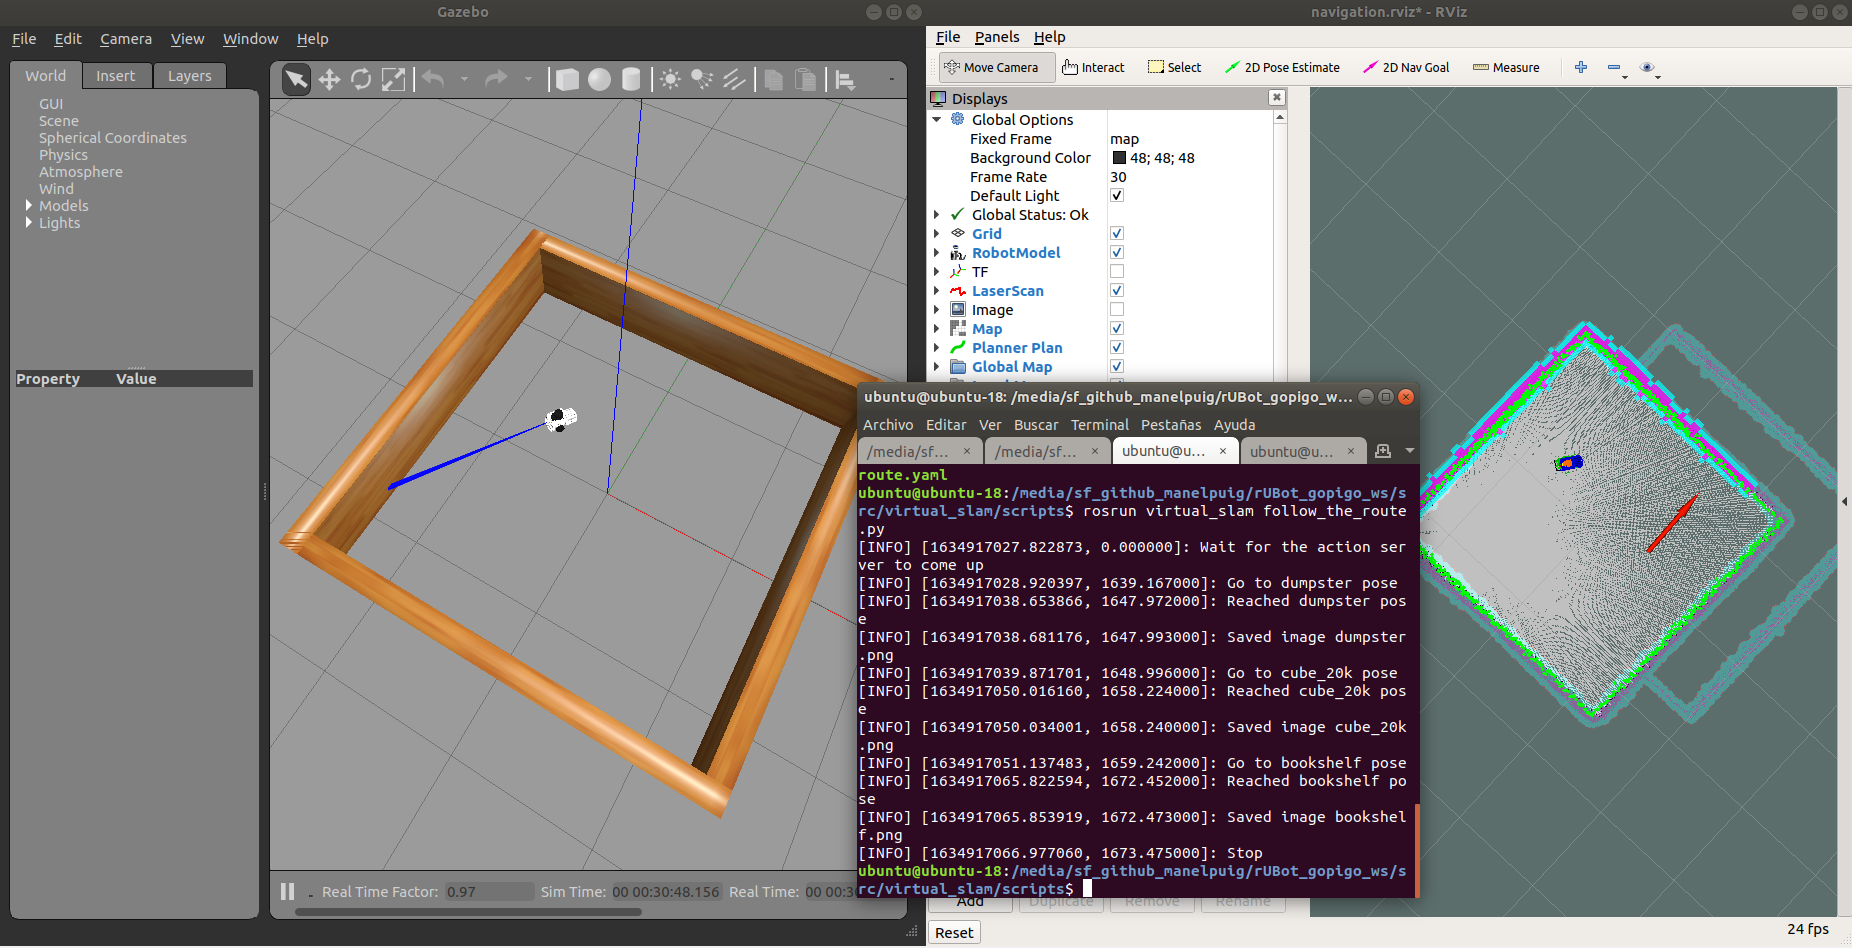 Gazebo
File Edit Camera View Window Help
World Insert Layers
GUI
Scene
Spherical Coordinates
Physics
Atmosphere
Wind
Models
Lights
Property Value
Real Time Factor: 0.97 Sim Time: 00 00:30:48.156 Real Time: 00 00:30
navigation.rviz* - RViz
File Panels Help
Move Camera Interact Select 2D Pose Estimate 2D Nav Goal Measure
Displays
Global Options
Fixed Frame map
Background Color 48; 48; 48
Frame Rate 30
Default Light
Global Status: Ok
Grid
RobotModel
TF
LaserScan
Image
Map
Planner Plan
Global Map
ubuntu@ubuntu-18: /media/sf_github_manelpuig/rUBot_gopigo_w...
Archivo Editar Ver Buscar Terminal Pestañas Ayuda
/media/sf... /media/sf... ubuntu@u... ubuntu@u...
route.yaml
ubuntu@ubuntu-18:/media/sf_github_manelpuig/rUBot_gopigo_ws/s
rc/virtual_slam/scripts$ rosrun virtual_slam follow_the_route
.py
[INFO] [1634917027.822873, 0.000000]: Wait for the action ser
ver to come up
[INFO] [1634917028.920397, 1639.167000]: Go to dumpster pose
[INFO] [1634917038.653866, 1647.972000]: Reached dumpster pos
e
[INFO] [1634917038.681176, 1647.993000]: Saved image dumpster
.png
[INFO] [1634917039.871701, 1648.996000]: Go to cube_20k pose
[INFO] [1634917050.016160, 1658.224000]: Reached cube_20k pos
e
[INFO] [1634917050.034001, 1658.240000]: Saved image cube_20k
.png
[INFO] [1634917051.137483, 1659.242000]: Go to bookshelf pose
[INFO] [1634917065.822594, 1672.452000]: Reached bookshelf po
se
[INFO] [1634917065.853919, 1672.473000]: Saved image bookshel
f.png
[INFO] [1634917066.977060, 1673.475000]: Stop
ubuntu@ubuntu-18:/media/sf_github_manelpuig/rUBot_gopigo_ws/s
rc/virtual_slam/scripts$
Add Duplicate Remove Rename
Reset
24 fps